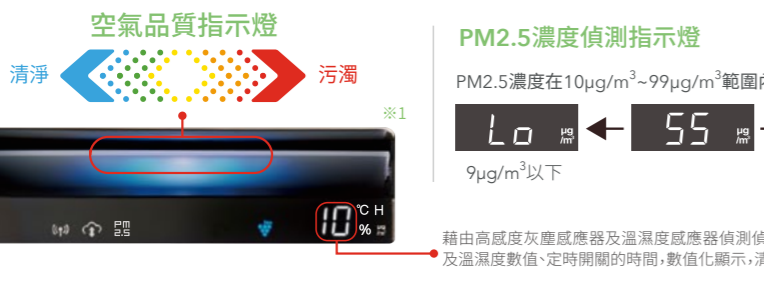 空氣品質指示燈
清淨
污濁
※1
PM
2.5
10
℃ H
%
PM2.5濃度偵測指示燈
PM2.5濃度在10μg/m³~99μg/m³範圍
Lo μg/m³
55 μg/m³
9μg/m³以下
藉由高感度灰塵感應器及溫濕度感應器偵測
及溫濕度數值、定時開關的時間，數值化顯示，清